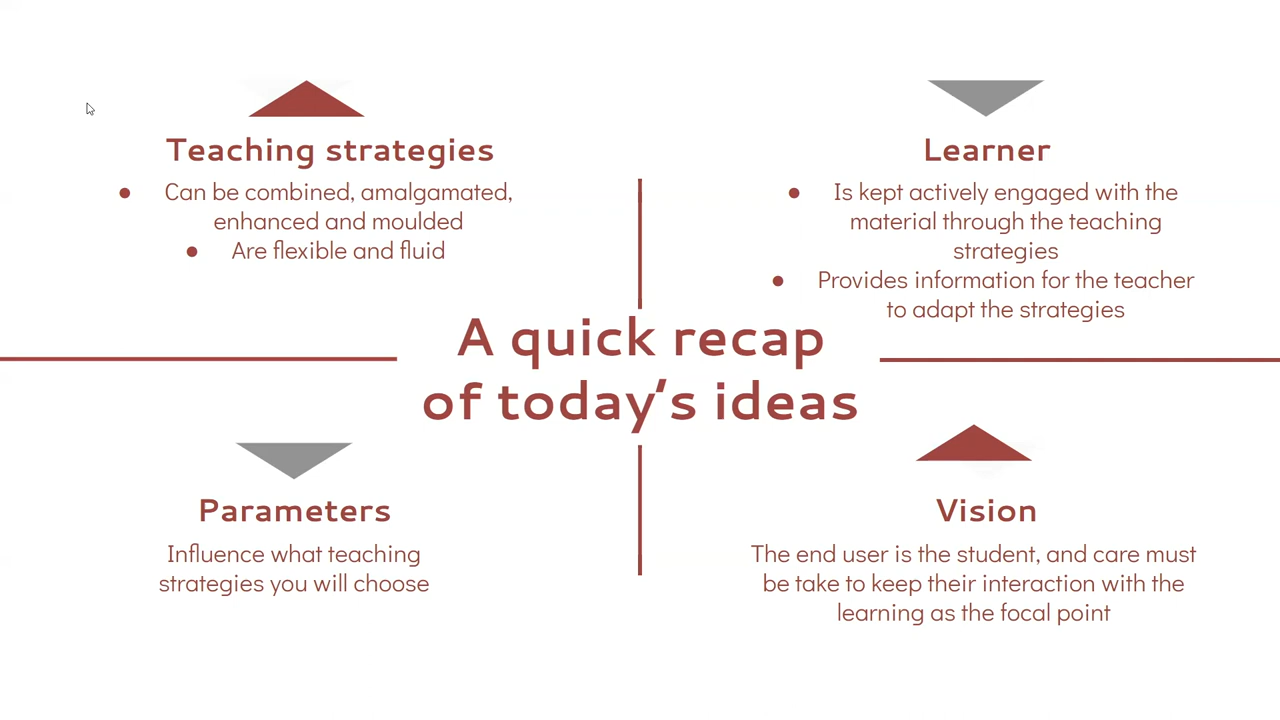 Teaching strategies
● Can be combined, amalgamated,
enhanced and moulded
● Are flexible and fluid
Learner
● Is kept actively engaged with the
material through the teaching
strategies
● Provides information for the teacher
to adapt the strategies
A quick recap
of today's ideas
Parameters
Influence what teaching
strategies you will choose
Vision
The end user is the student, and care must
be take to keep their interaction with the
learning as the focal point